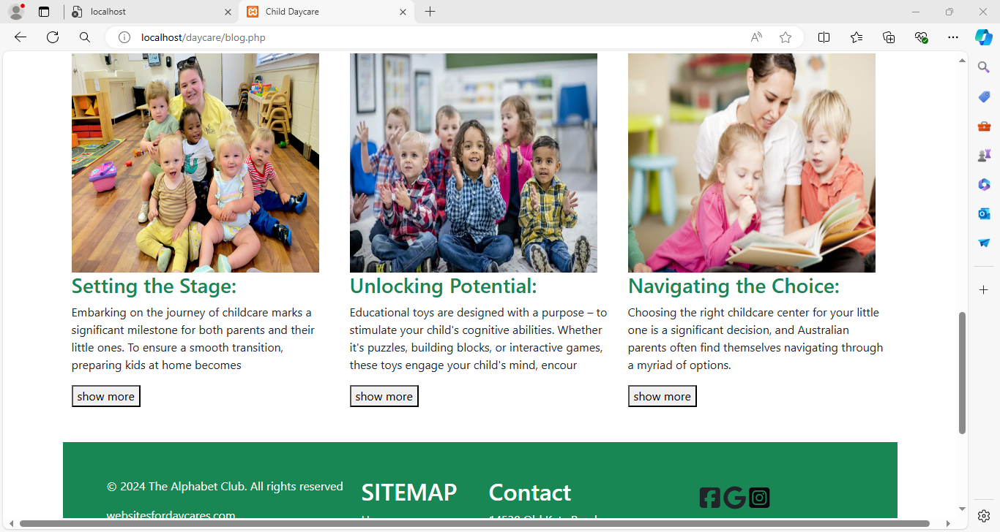 localhost
Child Daycare
localhost/daycare/blog.php
Setting the Stage:
Embarking on the journey of childcare marks a
significant milestone for both parents and their
little ones. To ensure a smooth transition,
preparing kids at home becomes
show more
Unlocking Potential:
Educational toys are designed with a purpose – to
stimulate your child's cognitive abilities. Whether
it's puzzles, building blocks, or interactive games,
these toys engage your child's mind, encour
show more
Navigating the Choice:
Choosing the right childcare center for your little
one is a significant decision, and Australian
parents often find themselves navigating through
a myriad of options.
show more
© 2024 The Alphabet Club. All rights reserved
websitesfordaycares.com
SITEMAP
Contact